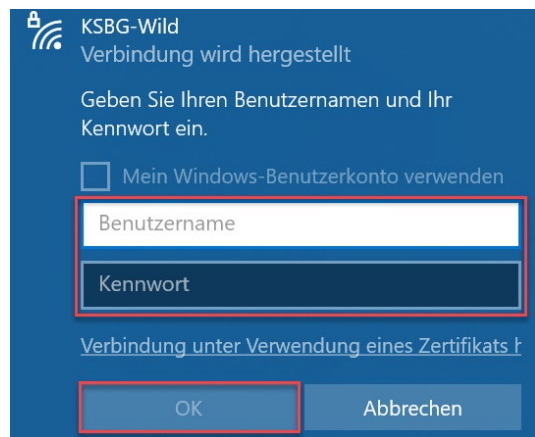 KSBG-Wild
Verbindung wird hergestellt
Geben Sie Ihren Benutzernamen und Ihr
Kennwort ein.
Mein Windows-Benutzerkonto verwenden
Benutzername
Kennwort
Verbindung unter Verwendung eines Zertifikats h
OK Abbrechen